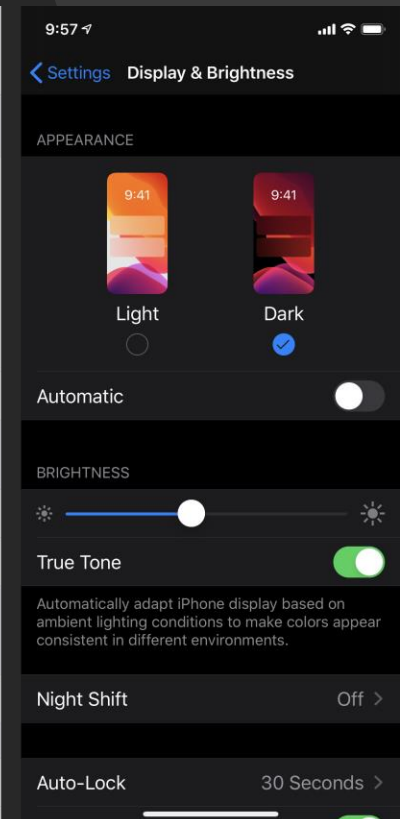 9:57
Settings Display & Brightness
APPEARANCE
9:41 9:41
Light Dark
Automatic
BRIGHTNESS
True Tone
Automatically adapt iPhone display based on
ambient lighting conditions to make colors appear
consistent in different environments.
Night Shift Off
Auto-Lock 30 Seconds